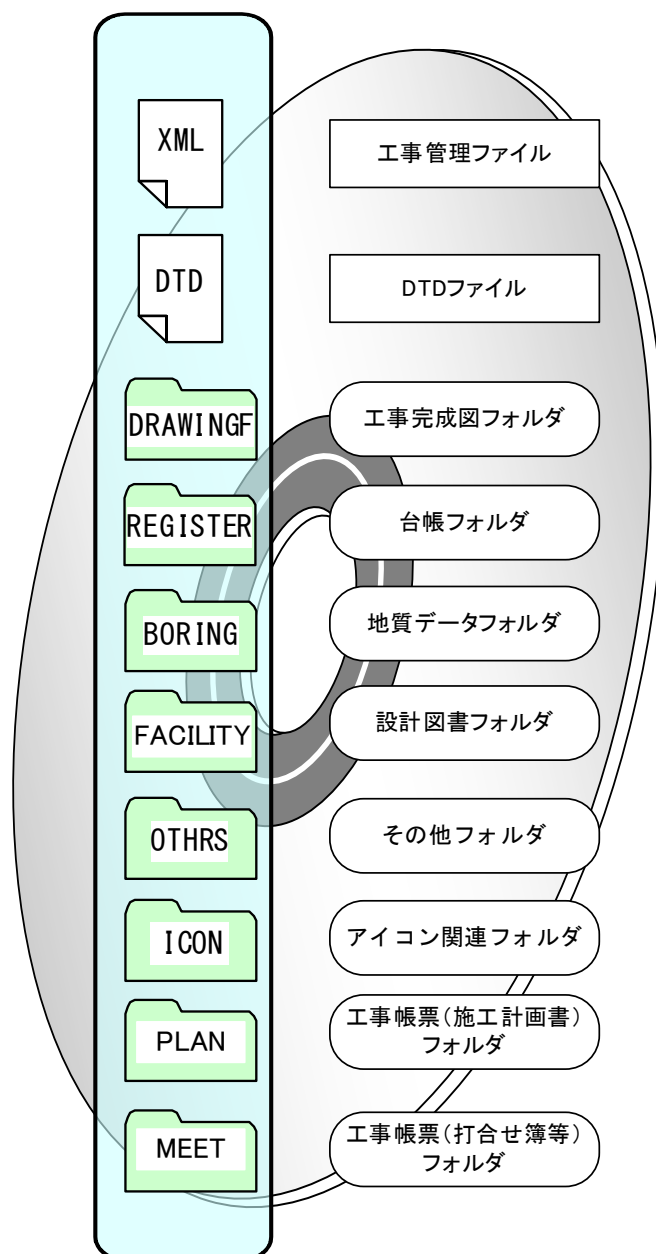 XML
工事管理ファイル
DTD
DTDファイル
DRAWINGF
工事完成図フォルダ
REGISTER
台帳フォルダ
BORING
地質データフォルダ
FACILITY
設計図書フォルダ
OTHRS
その他フォルダ
ICON
アイコン関連フォルダ
PLAN
工事帳票(施工計画書)
フォルダ
MEET
工事帳票(打合せ簿等)
フォルダ